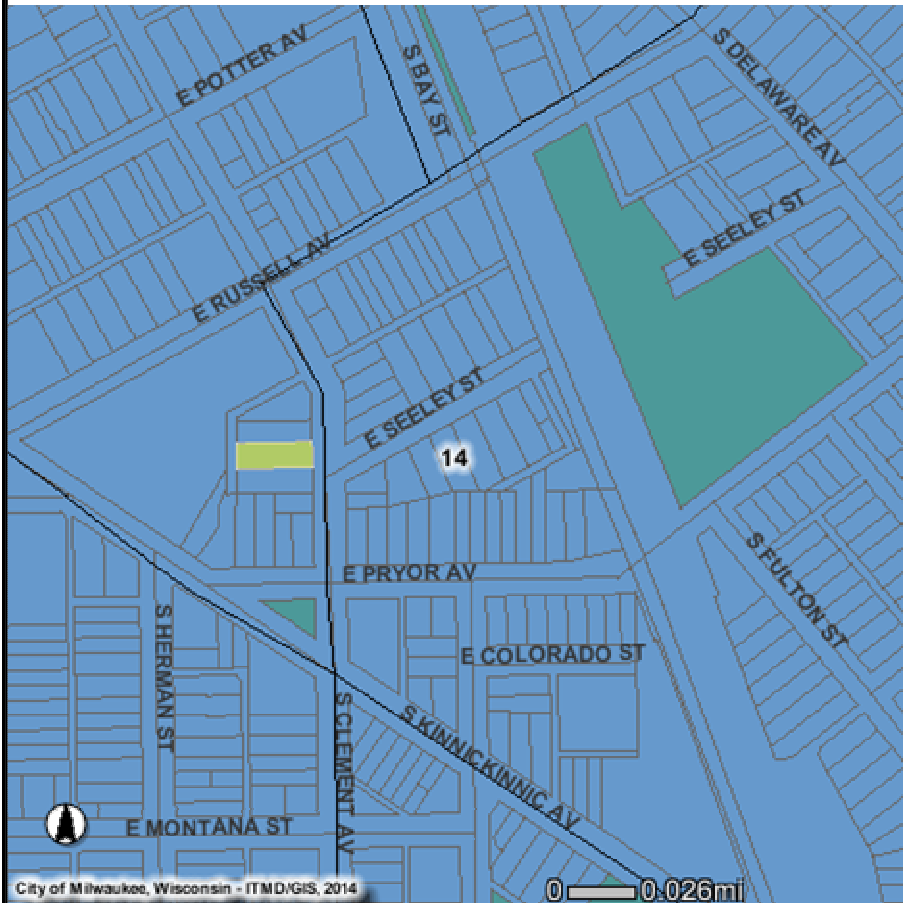 E POTTER AV
S BAY ST
S DELAWARE AV
E SEELEY ST
E RUSSELL AV
E SEELEY ST
14
S FULTON ST
E PRYOR AV
S HERMAN ST
E COLORADO ST
S CLEMENT AV
S KINNICKINNIC AV
E MONTANA ST
City of Milwaukee, Wisconsin - ITMD/GIS, 2014
0 0.026mi